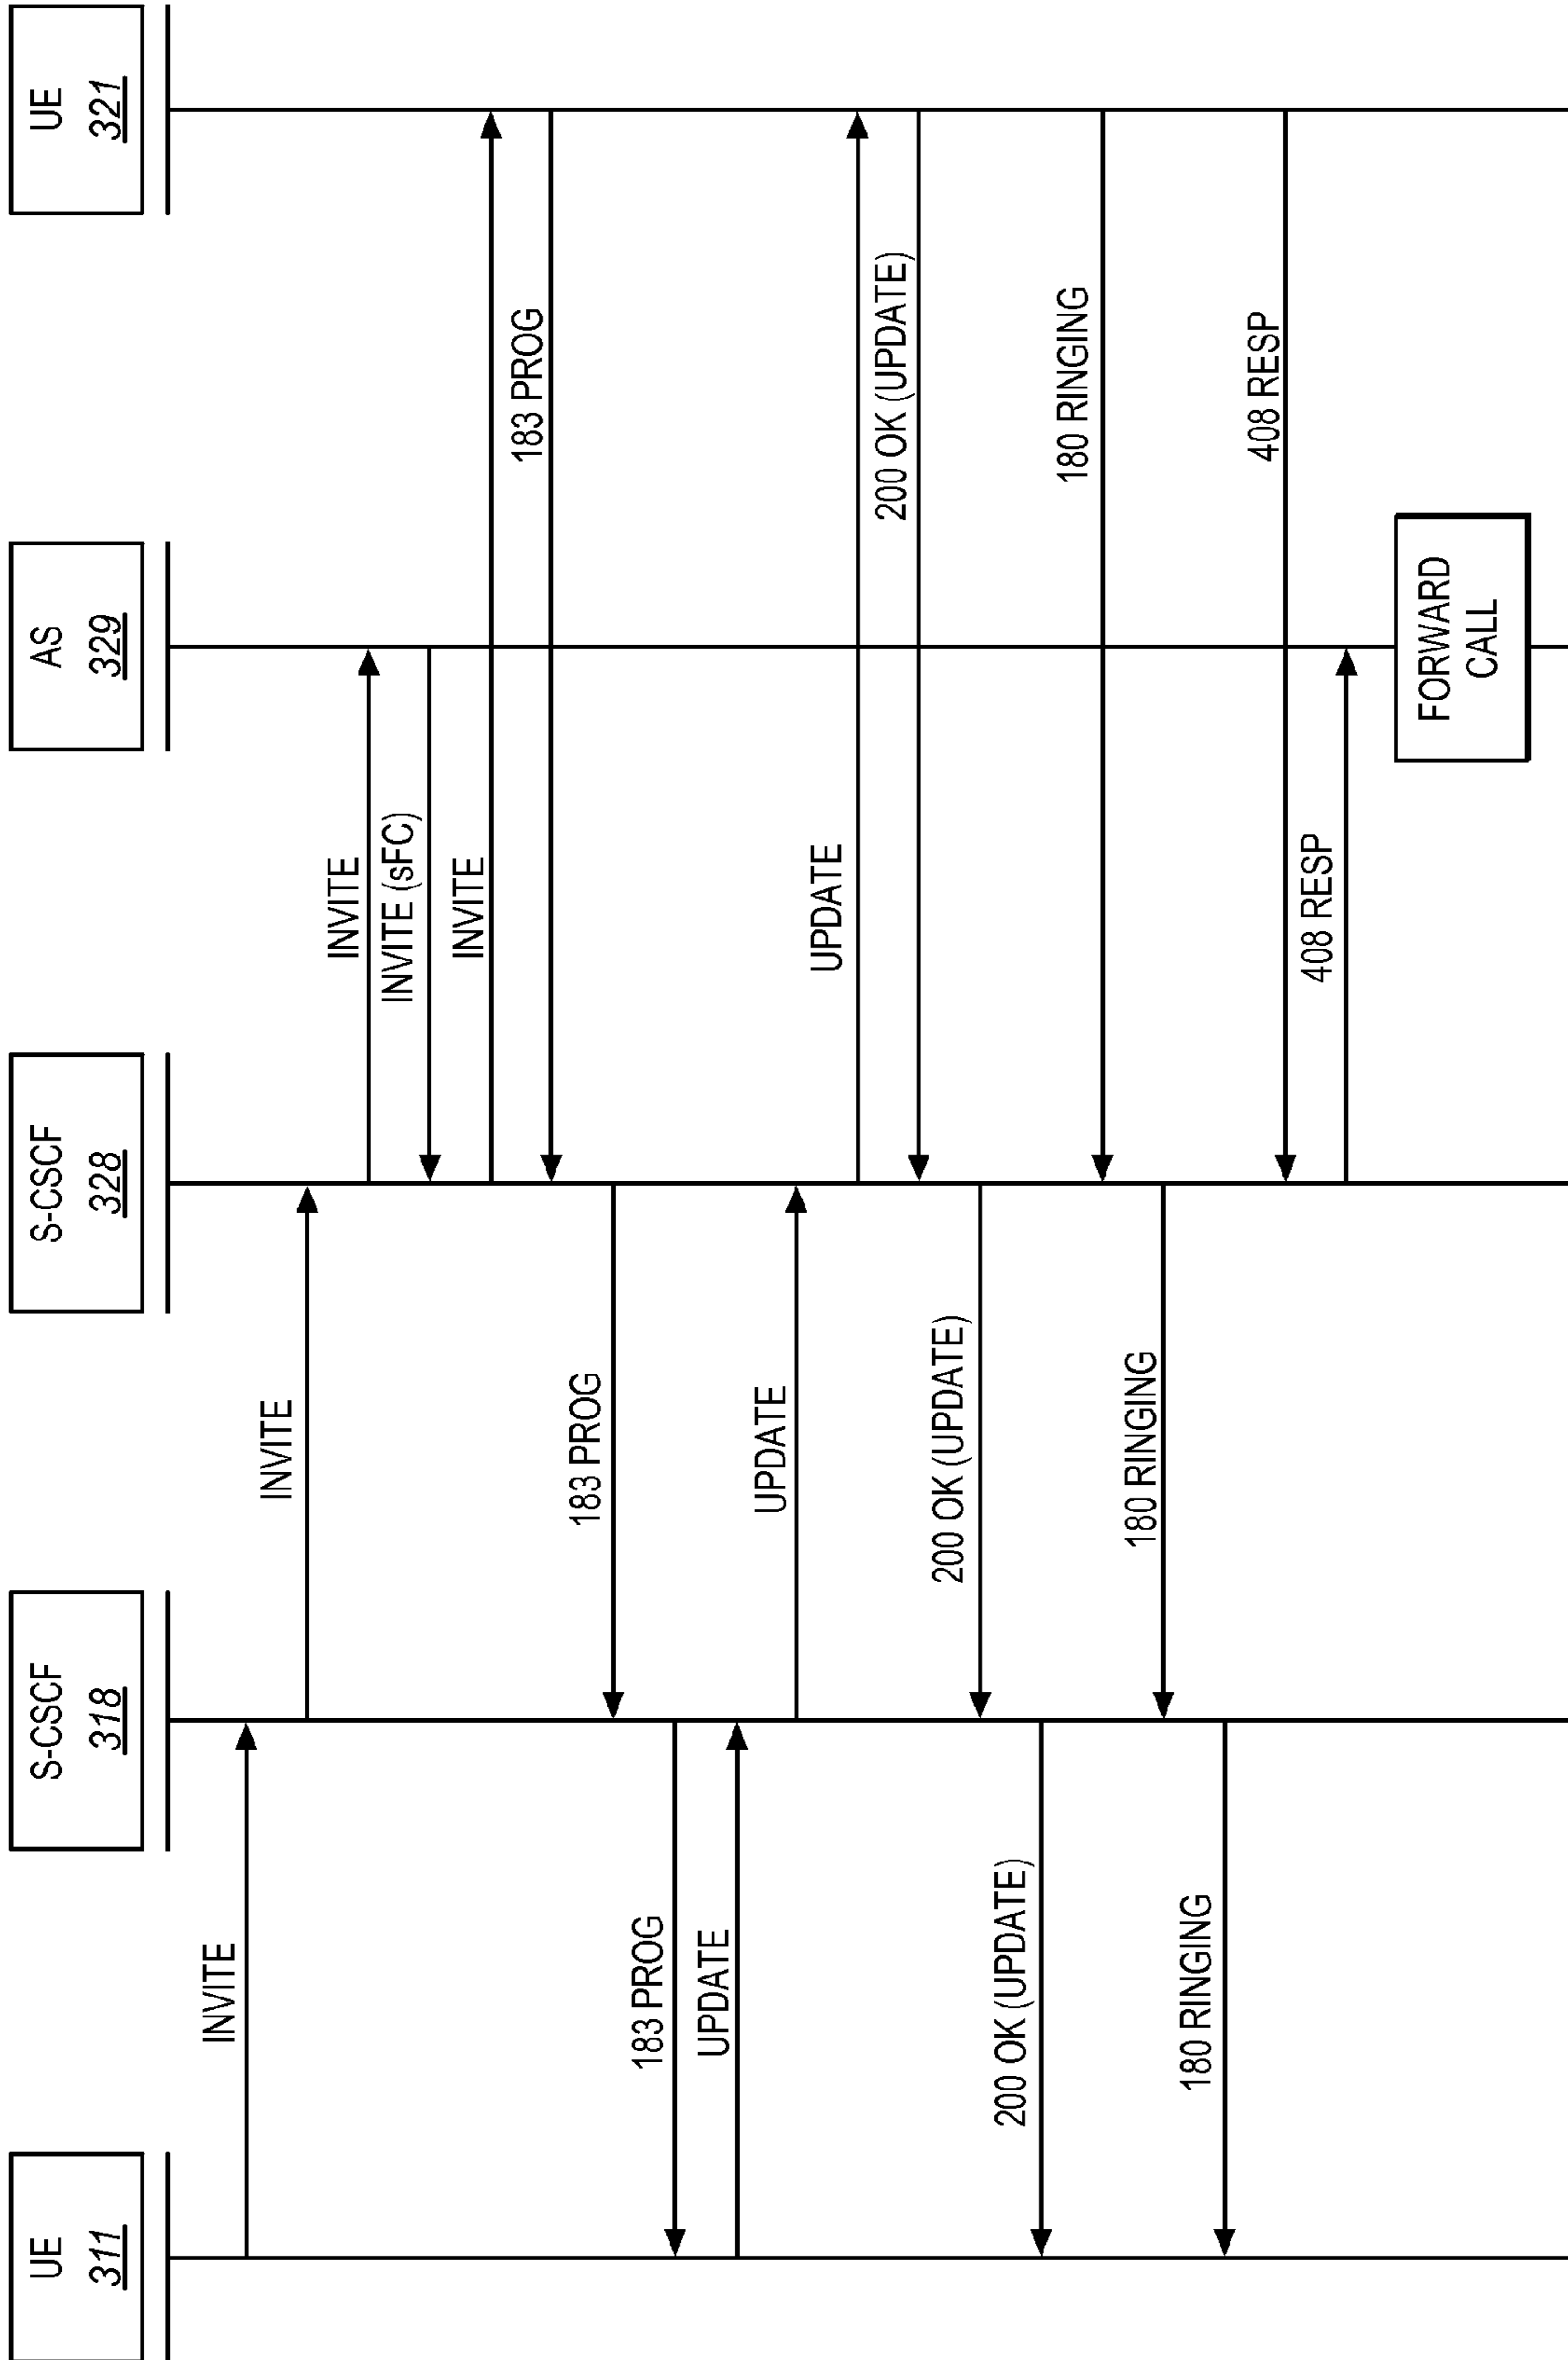 UE
311
S-CSCF
318
S-CSCF
328
AS
329
UE
321
INVITE
INVITE
INVITE
INVITE (sFC)
INVITE
183 PROG
183 PROG
183 PROG
UPDATE
UPDATE
UPDATE
200 OK (UPDATE)
200 OK (UPDATE)
200 OK (UPDATE)
180 RINGING
180 RINGING
180 RINGING
408 RESP
408 RESP
FORWARD
CALL